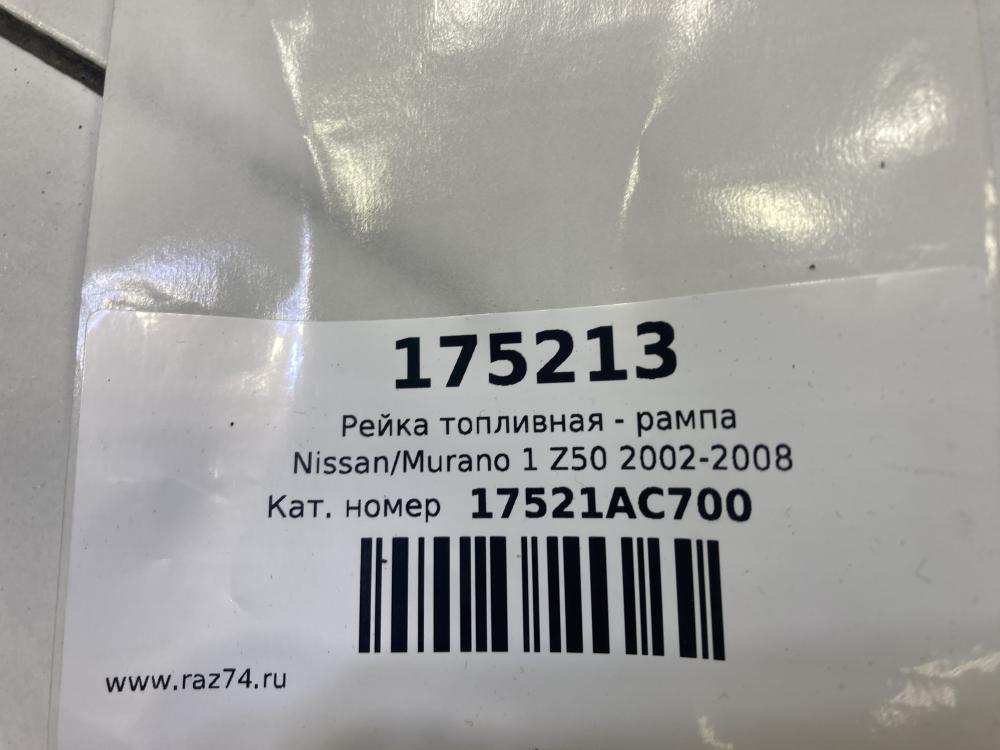 175213
Рейка топливная - рампа
Nissan/Murano 1 Z50 2002-2008
Кат. номер 17521AC700
www.raz74.ru